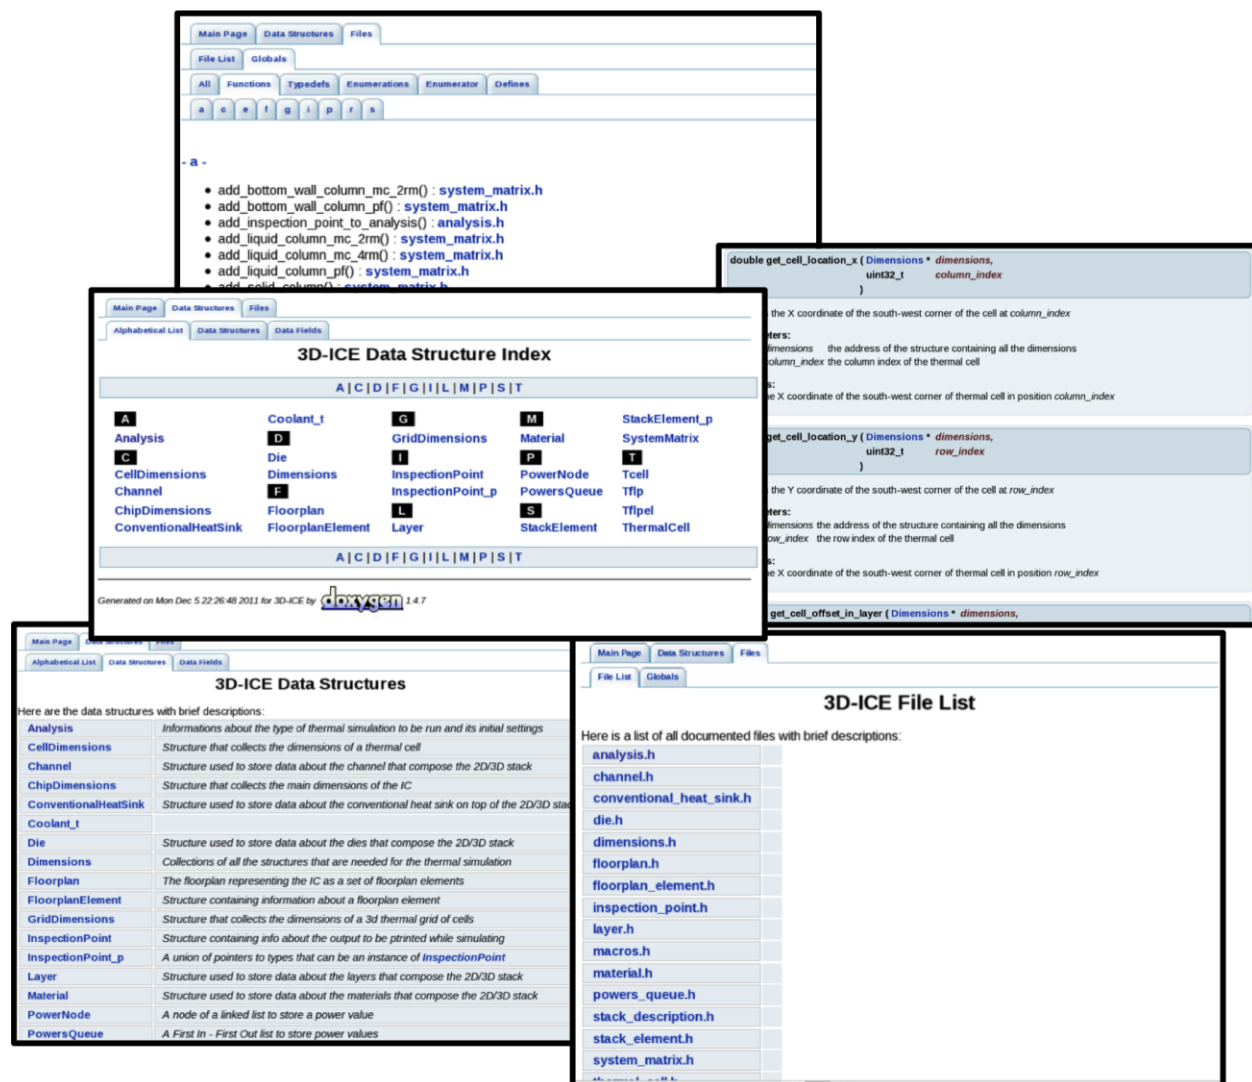 Main Page Data Structures Files
File List Globals
All Functions Typedefs Enumerations Enumerator Defines
a c e f g i p r s
- a -
• add_bottom_wall_column_mc_2rm() : system_matrix.h
• add_bottom_wall_column_pf() : system_matrix.h
• add_inspection_point_to_analysis() : analysis.h
• add_liquid_column_mc_2rm() : system_matrix.h
• add_liquid_column_mc_4rm() : system_matrix.h
• add_liquid_column_pf() : system_matrix.h
• add_solid_column() : system_matrix.h
double get_cell_location_x ( Dimensions * dimensions,
uint32_t column_index
)
the X coordinate of the south-west corner of the cell at column_index
the address of the structure containing all the dimensions
the column index of the thermal cell
X coordinate of the south-west corner of thermal cell in position column_index
get_cell_location_y ( Dimensions * dimensions,
uint32_t row_index
)
the Y coordinate of the south-west corner of the cell at row_index
the address of the structure containing all the dimensions
the row index of the thermal cell
X coordinate of the south-west corner of thermal cell in position row_index
get_cell_offset_in_layer ( Dimensions * dimensions,
Main Page Data Structures Files
Alphabetical List Data Structures Data Fields
3D-ICE Data Structure Index
A | C | D | F | G | I | L | M | P | S | T
A Coolant_t G M StackElement_p
Analysis D GridDimensions Material SystemMatrix
C Die I P T
CellDimensions Dimensions InspectionPoint PowerNode Tcell
Channel F InspectionPoint_p PowersQueue Tflp
ChipDimensions Floorplan L S Tflpel
ConventionalHeatSink FloorplanElement Layer StackElement ThermalCell
A | C | D | F | G | I | L | M | P | S | T
Generated on Mon Dec 5 22:26:48 2011 for 3D-ICE by doxygen 1.4.7
Main Page Data Structures Files
Alphabetical List Data Structures Data Fields
3D-ICE Data Structures
Here are the data structures with brief descriptions:
Analysis Informations about the type of thermal simulation to be run and its initial settings
CellDimensions Structure that collects the dimensions of a thermal cell
Channel Structure used to store data about the channel that compose the 2D/3D stack
ChipDimensions Structure that collects the main dimensions of the IC
ConventionalHeatSink Structure used to store data about the conventional heat sink on top of the 2D/3D
Coolant_t
Die Structure used to store data about the dies that compose the 2D/3D stack
Dimensions Collections of all the structures that are needed for the thermal simulation
Floorplan The floorplan representing the IC as a set of floorplan elements
FloorplanElement Structure containing information about a floorplan element
GridDimensions Structure that collects the dimensions of a 3d thermal grid of cells
InspectionPoint Structure containing info about the output to be ptrinted while simulating
InspectionPoint_p A union of pointers to types that can be an instance of InspectionPoint
Layer Structure used to store data about the layers that compose the 2D/3D stack
Material Structure used to store data about the materials that compose the 2D/3D stack
PowerNode A node of a linked list to store a power value
PowersQueue A First In - First Out list to store power values
Main Page Data Structures Files
File List Globals
3D-ICE File List
Here is a list of all documented files with brief descriptions:
analysis.h
channel.h
conventional_heat_sink.h
die.h
dimensions.h
floorplan.h
floorplan_element.h
inspection_point.h
layer.h
macros.h
material.h
powers_queue.h
stack_description.h
stack_element.h
system_matrix.h